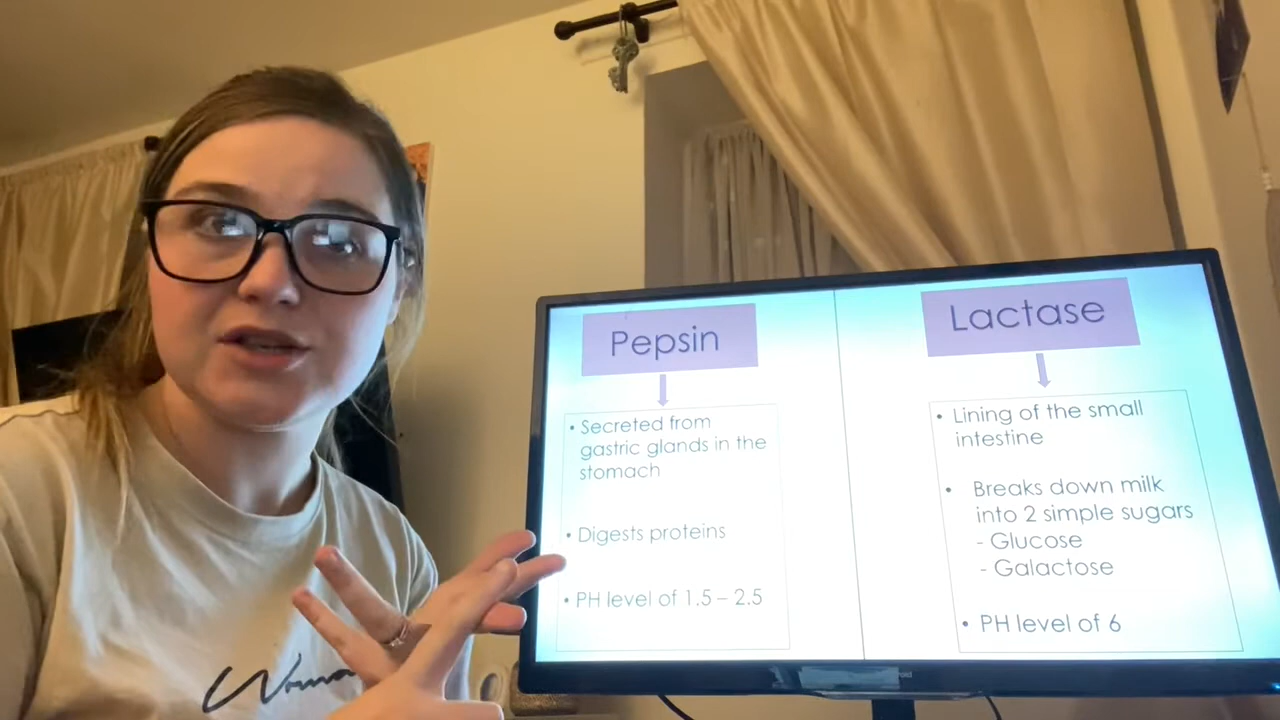 Pepsin
• Secreted from
gastric glands in the
stomach
• Digests proteins
• PH level of 1.5 – 2.5
Lactase
• Lining of the small
intestine
• Breaks down milk
into 2 simple sugars
- Glucose
- Galactose
• PH level of 6